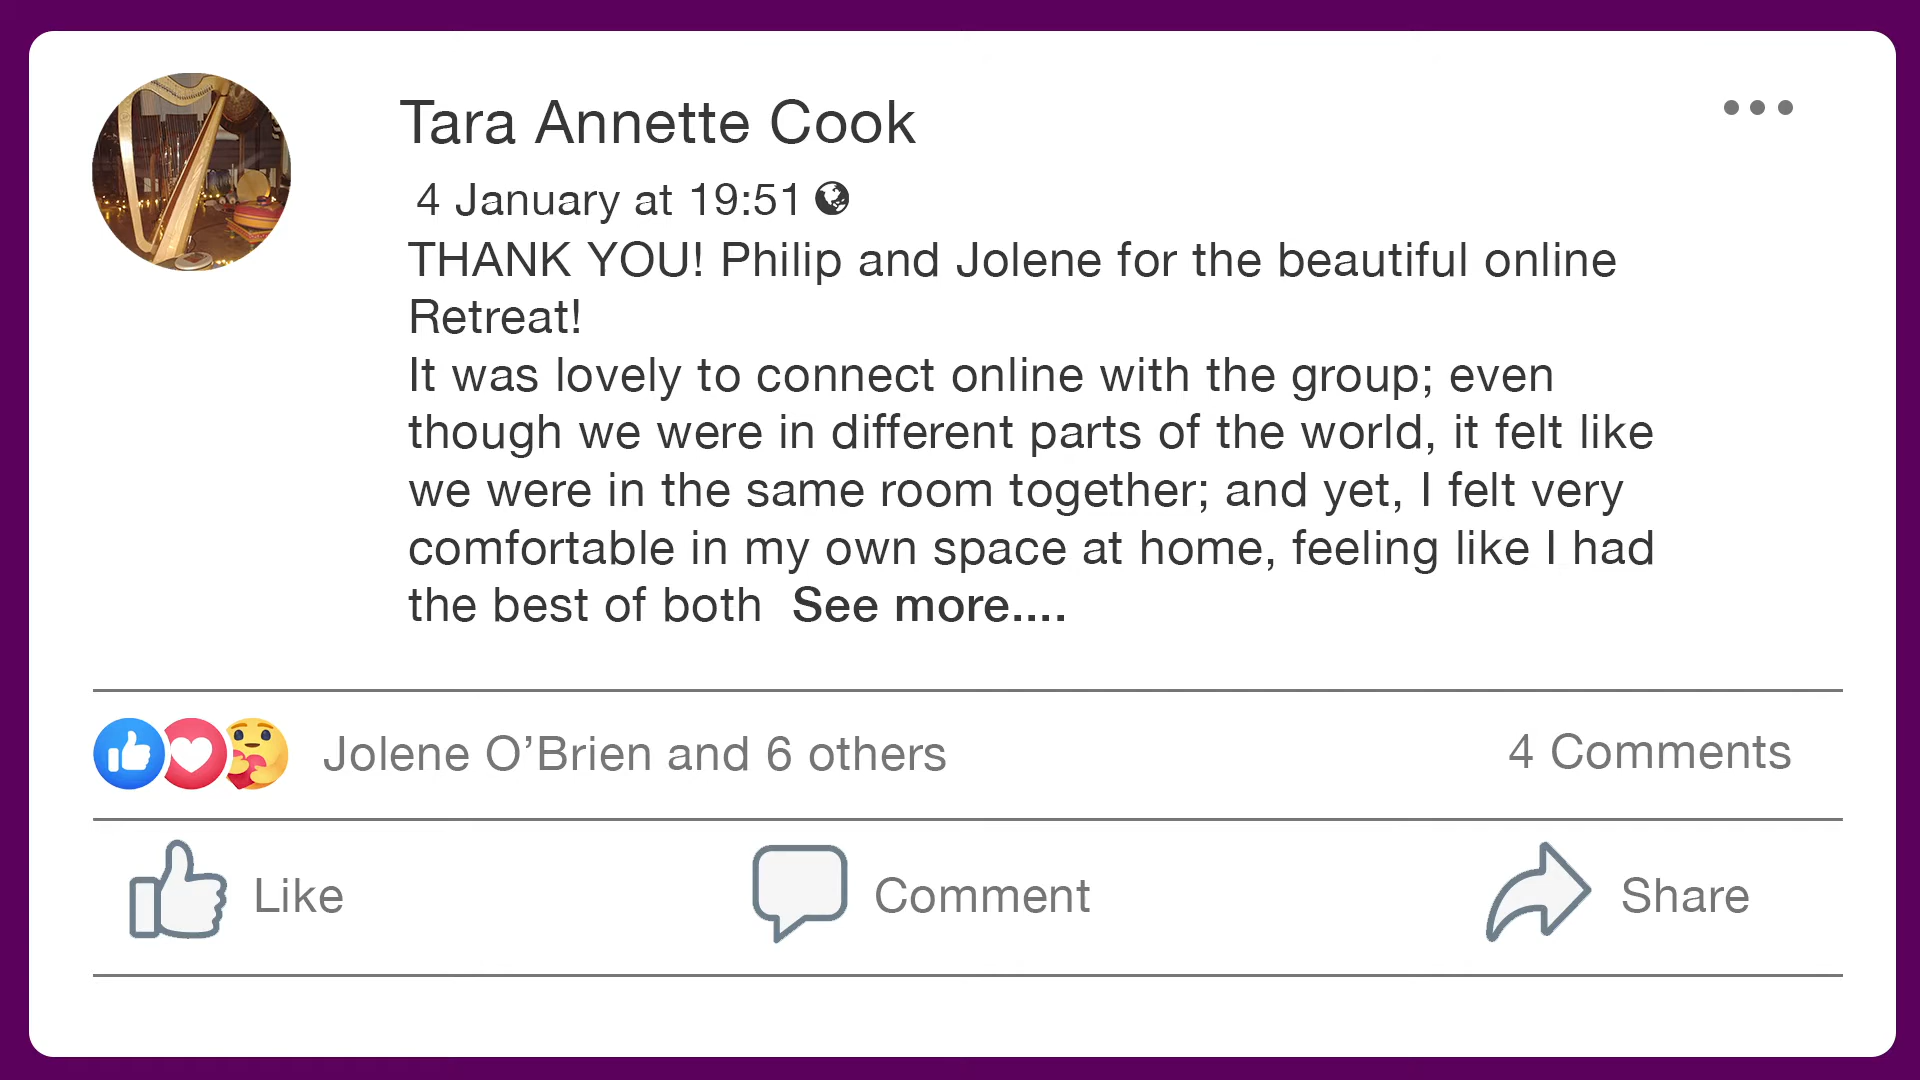 Tara Annette Cook
4 January at 19:51
THANK YOU! Philip and Jolene for the beautiful online
Retreat!
It was lovely to connect online with the group; even
though we were in different parts of the world, it felt like
we were in the same room together; and yet, I felt very
comfortable in my own space at home, feeling like I had
the best of both  See more....
Jolene O’Brien and 6 others
4 Comments
Like
Comment
Share